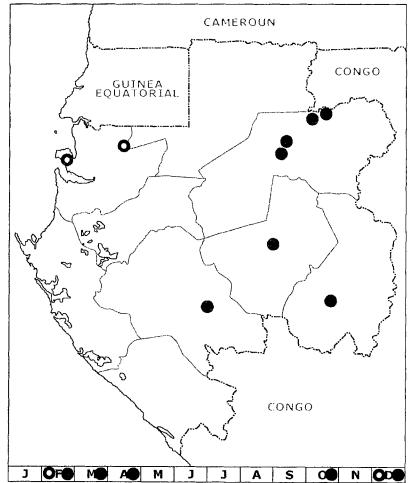 CAMEROUN
CONGO
GUINEA
EQUATORIAL
CONGO
J F M A M J J A S O N D